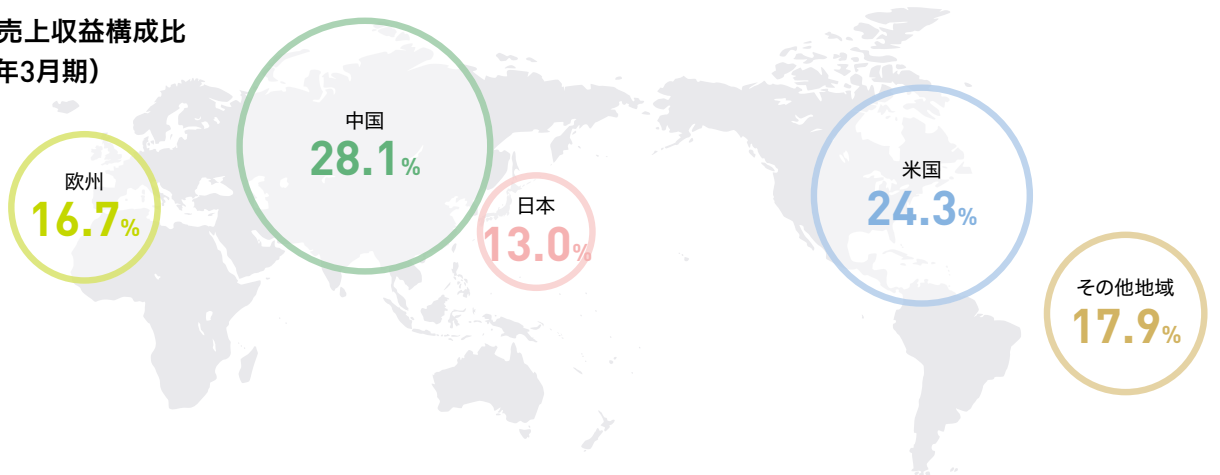 売上収益構成比
年3月期）
中国
28.1%
欧州
16.7%
日本
13.0%
米国
24.3%
その他地域
17.9%